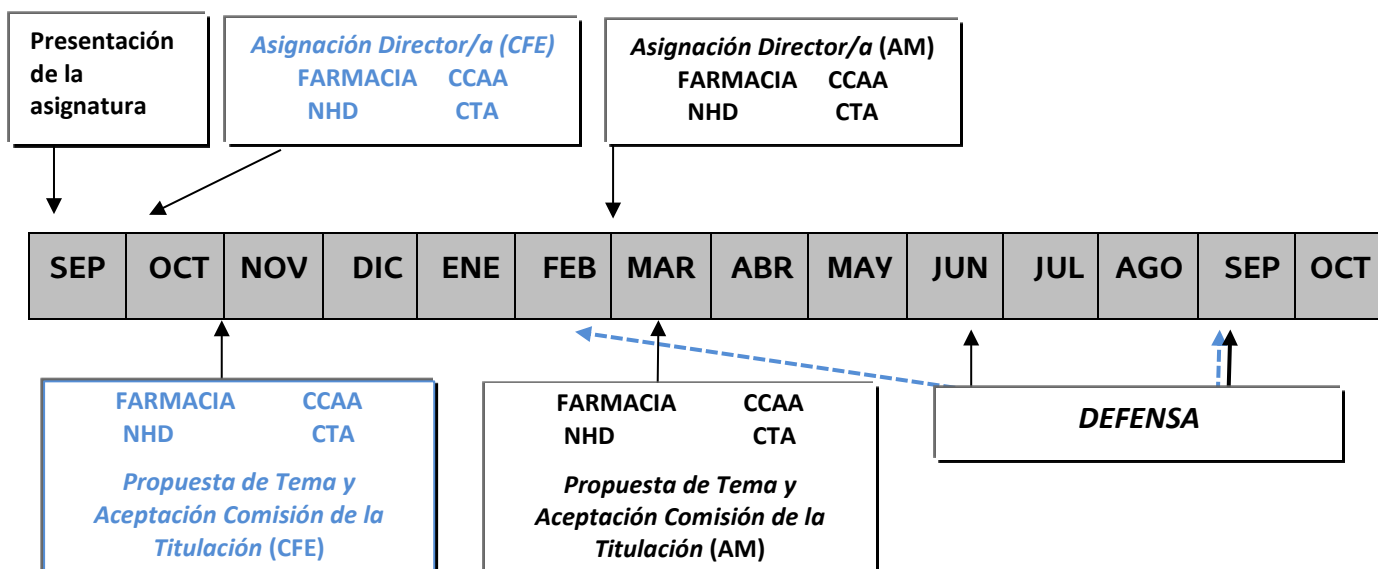 Presentación
de la
asignatura
Asignación Director/a (CFE)
FARMACIA CCAA
NHD CTA
Asignación Director/a (AM)
FARMACIA CCAA
NHD CTA
SEP OCT NOV DIC ENE FEB MAR ABR MAY JUN JUL AGO SEP OCT
FARMACIA CCAA
NHD CTA
Propuesta de Tema y
Aceptación Comisión de la
Titulación (CFE)
FARMACIA CCAA
NHD CTA
Propuesta de Tema y
Aceptación Comisión de la
Titulación (AM)
DEFENSA